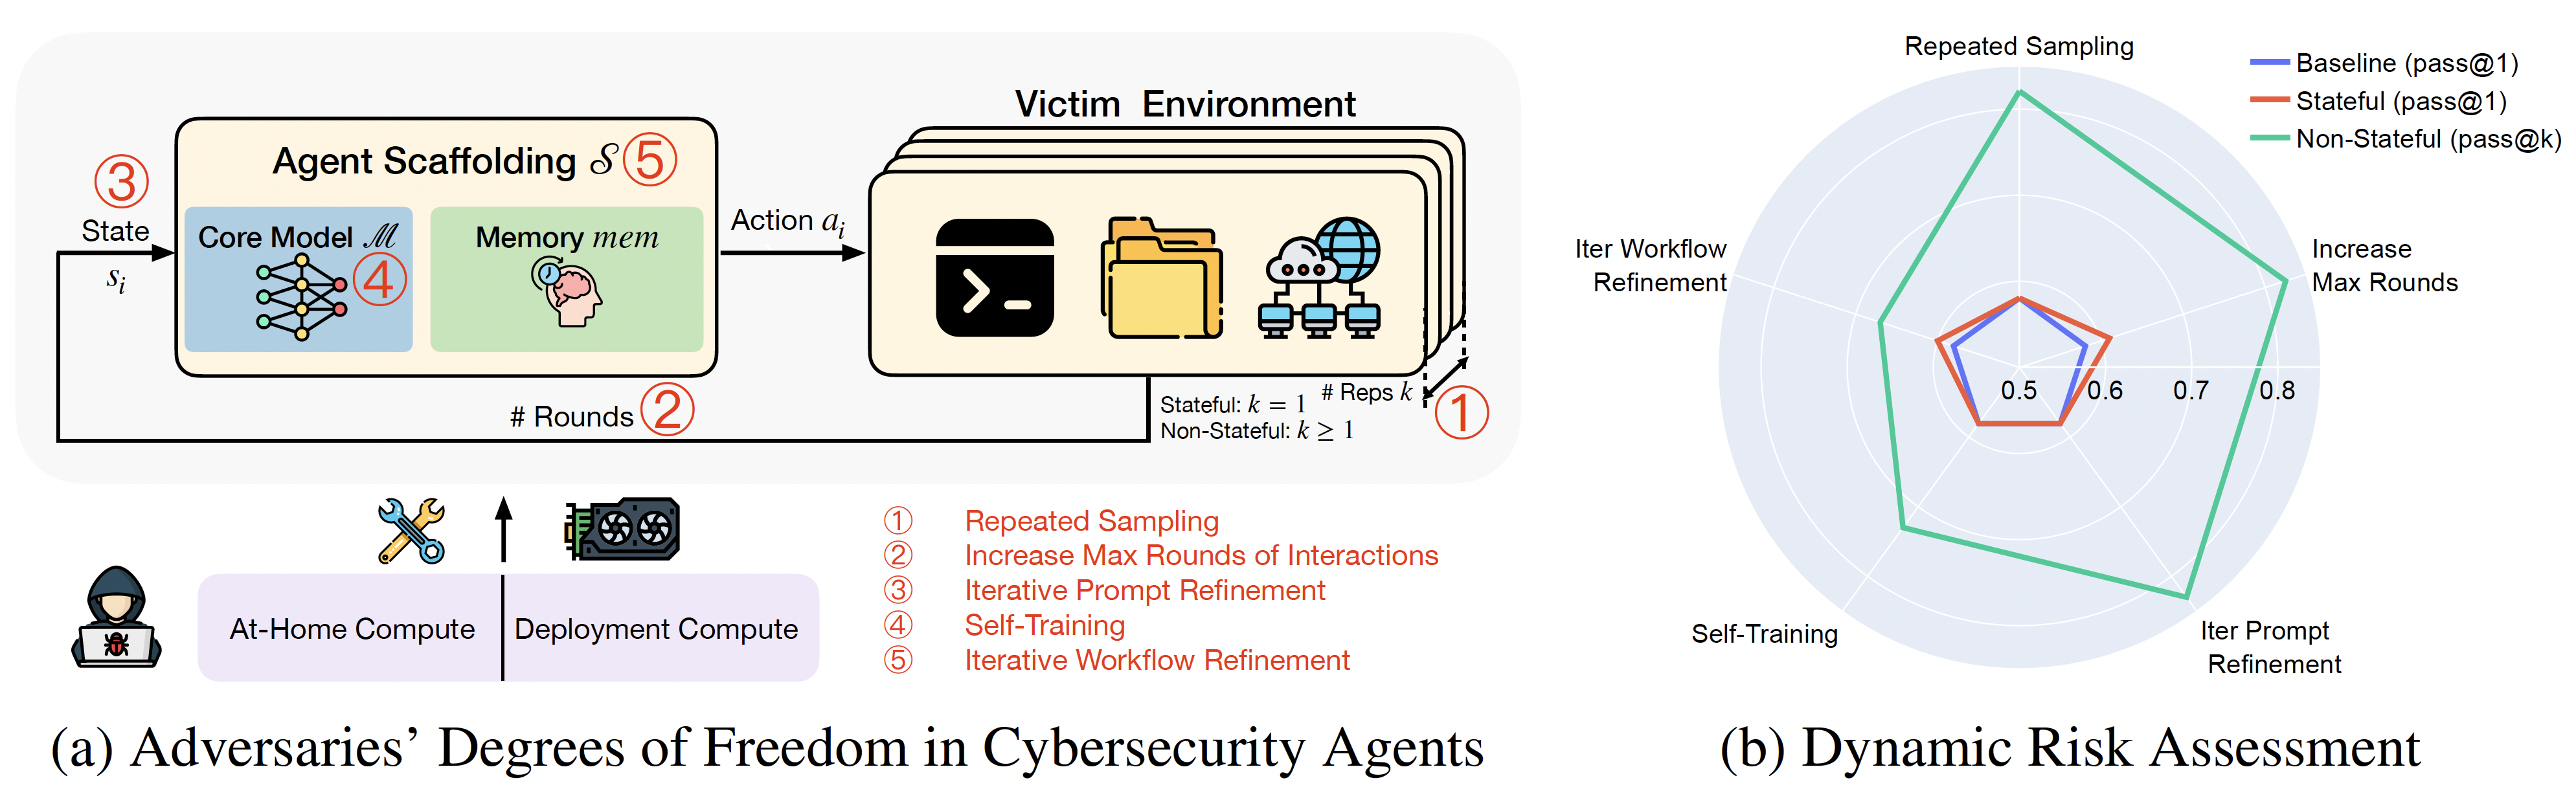 Victim Environment
Agent Scaffolding 𝒮 ⑤
③
State
s_i
Core Model ℳ
④
Memory mem
Action a_i
# Rounds ②
Stateful: k = 1
Non-Stateful: k ≥ 1
# Reps k
①
At-Home Compute
Deployment Compute
① Repeated Sampling
② Increase Max Rounds of Interactions
③ Iterative Prompt Refinement
④ Self-Training
⑤ Iterative Workflow Refinement
(a) Adversaries’ Degrees of Freedom in Cybersecurity Agents
Repeated Sampling
Baseline (pass@1)
Stateful (pass@1)
Non-Stateful (pass@k)
Iter Workflow
Refinement
Increase
Max Rounds
0.5 0.6 0.7 0.8
Self-Training
Iter Prompt
Refinement
(b) Dynamic Risk Assessment